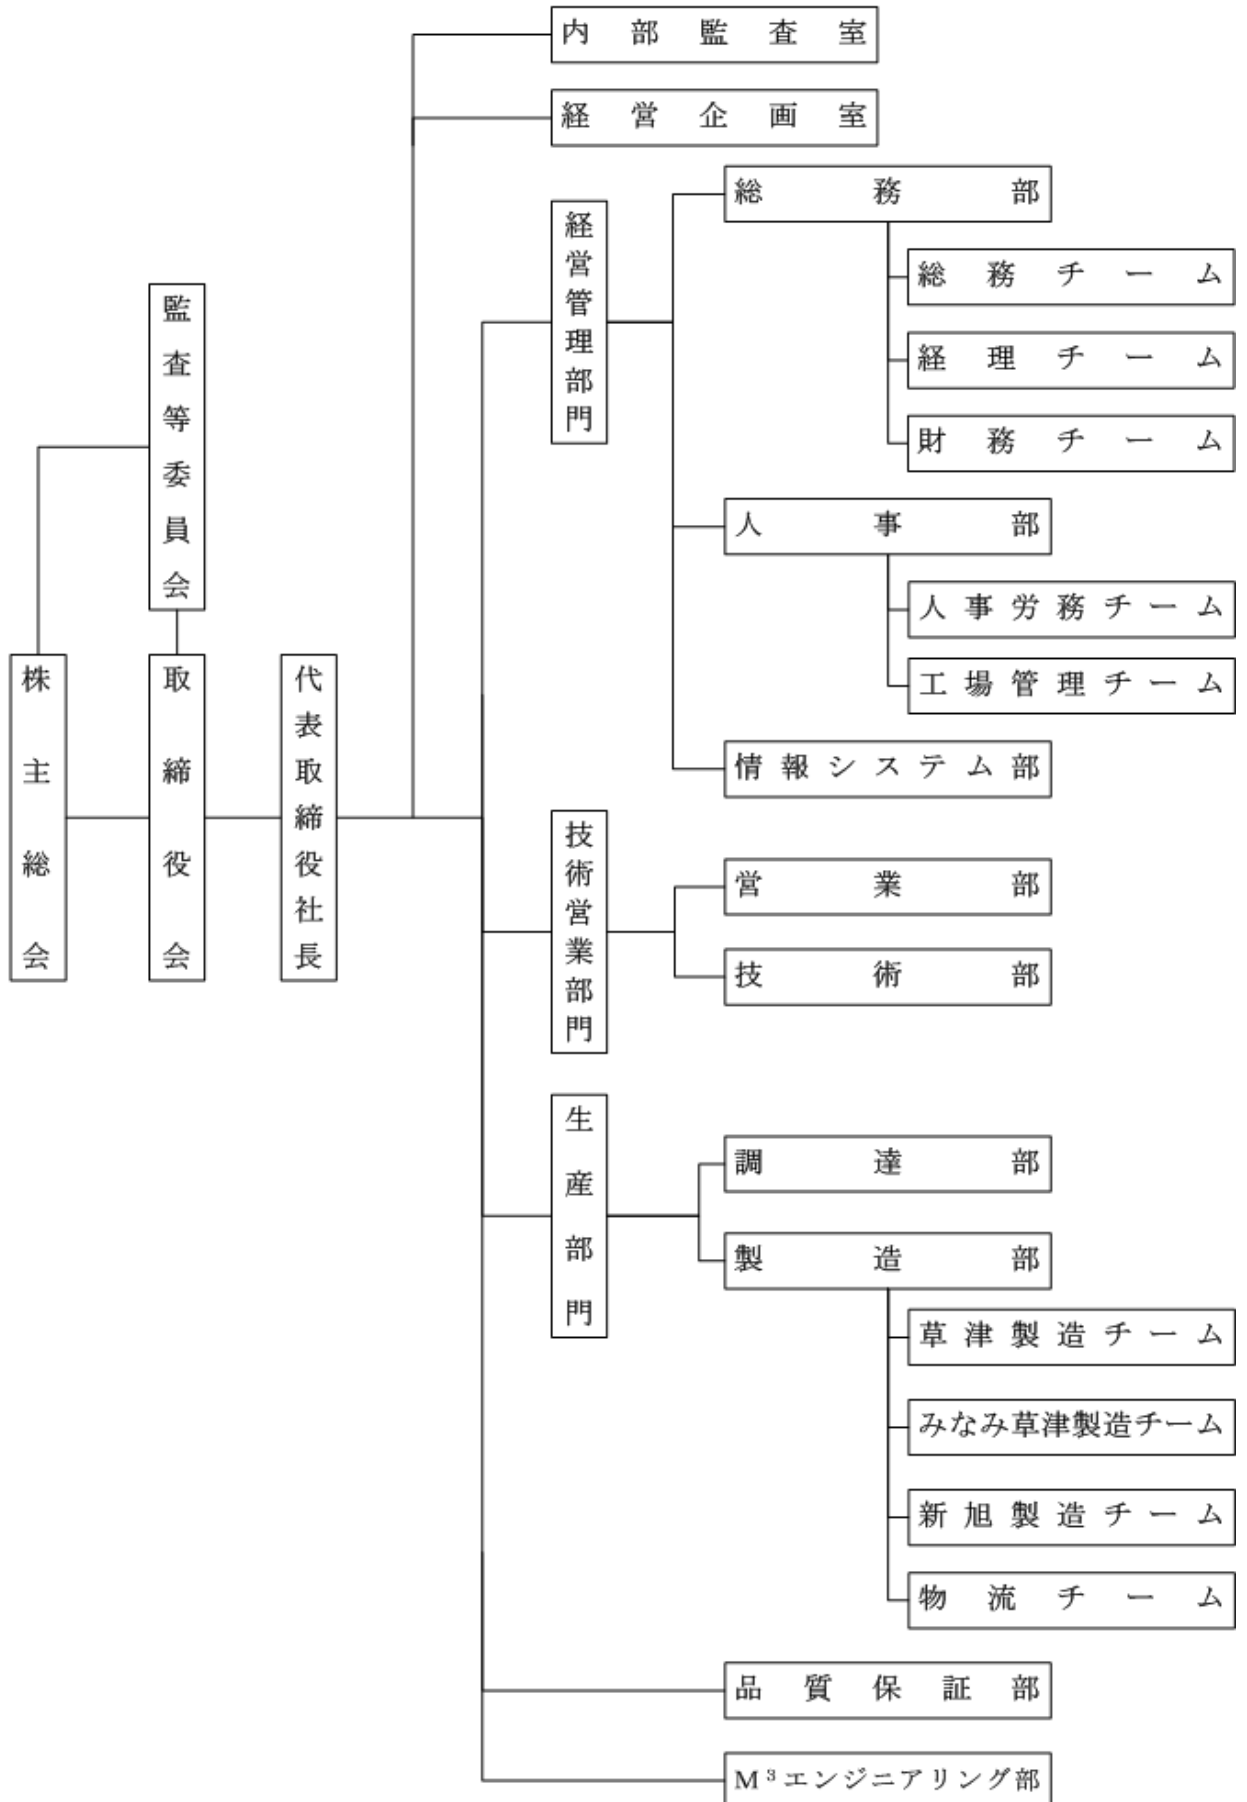 内部監査室
経営企画室
経営管理部門
総務部
総務チーム
経理チーム
財務チーム
人事部
人事労務チーム
工場管理チーム
情報システム部
監査等委員会
株主総会
取締役会
代表取締役社長
技術営業部門
営業部
技術部
生産部門
調達部
製造部
草津製造チーム
みなみ草津製造チーム
新旭製造チーム
物流チーム
品質保証部
M³エンジニアリング部